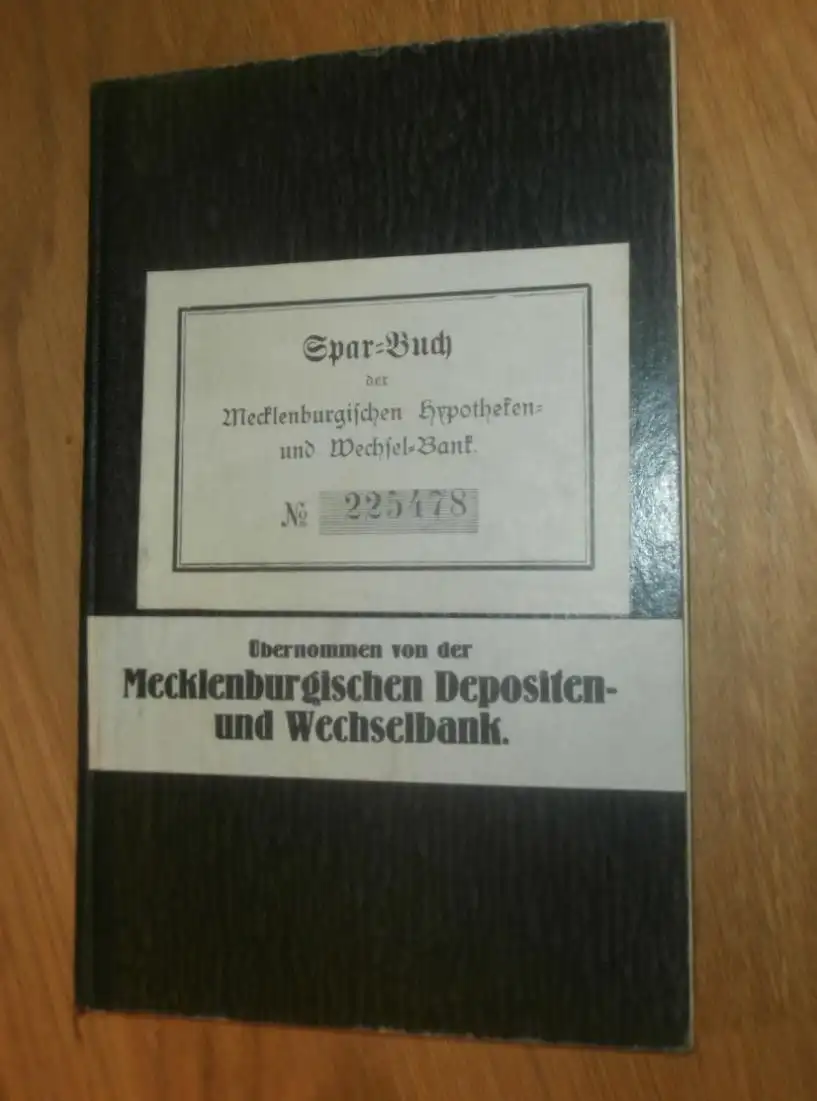 Spar=Buch
der
Mecklenburgischen Hypotheken=
und Wechsel=Bank.
№ 225478
Übernommen von der
Mecklenburgischen Depositen-
und Wechselbank.